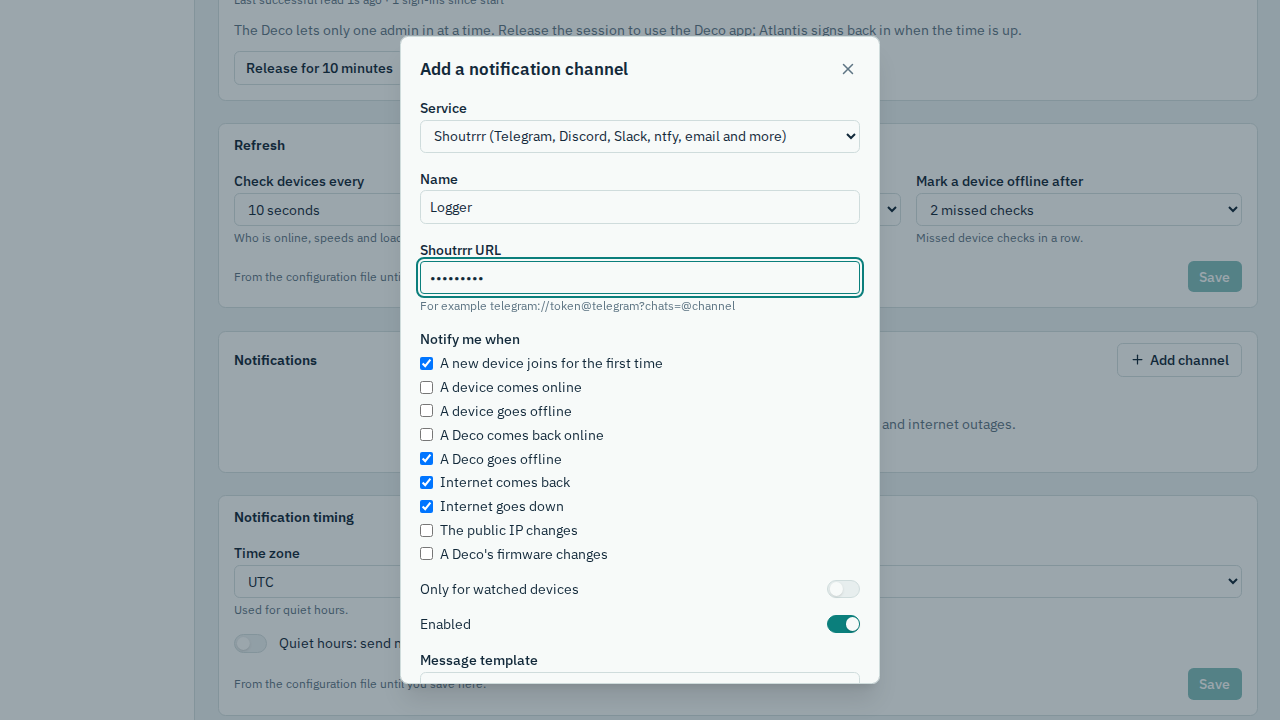 Last successful read 1s ago · 1 sign-ins since start
The Deco lets only one admin in at a time. Release the session to use the Deco app; Atlantis signs back in when the time is up.
Release for 10 minutes
Add a notification channel
Service
Shoutrrr (Telegram, Discord, Slack, ntfy, email and more)
Name
Logger
Shoutrrr URL
•••••••••
For example telegram://token@telegram?chats=@channel
Notify me when
A new device joins for the first time
A device comes online
A device goes offline
A Deco comes back online
A Deco goes offline
Internet comes back
Internet goes down
The public IP changes
A Deco's firmware changes
Only for watched devices
Enabled
Message template
Refresh
Check devices every
10 seconds
Who is online, speeds and
Mark a device offline after
2 missed checks
Missed device checks in a row.
From the configuration file
Save
Notifications
Add channel
and internet outages.
Notification timing
Time zone
UTC
Used for quiet hours.
Quiet hours: send
From the configuration file until you save here.
Save